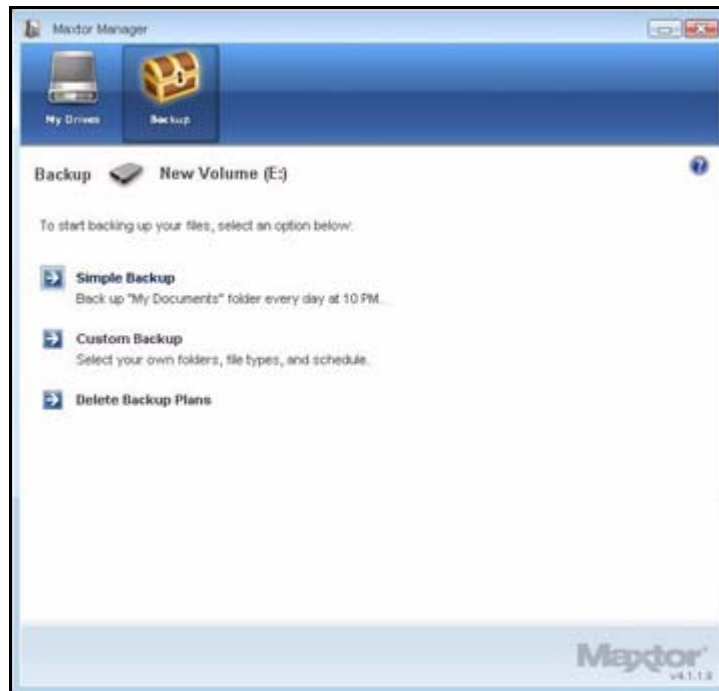 Maxtor Manager
My Drives
Backup
Backup New Volume (E:)
To start backing up your files, select an option below:
Simple Backup
Back up "My Documents" folder every day at 10 PM.
Custom Backup
Select your own folders, file types, and schedule.
Delete Backup Plans
Maxtor